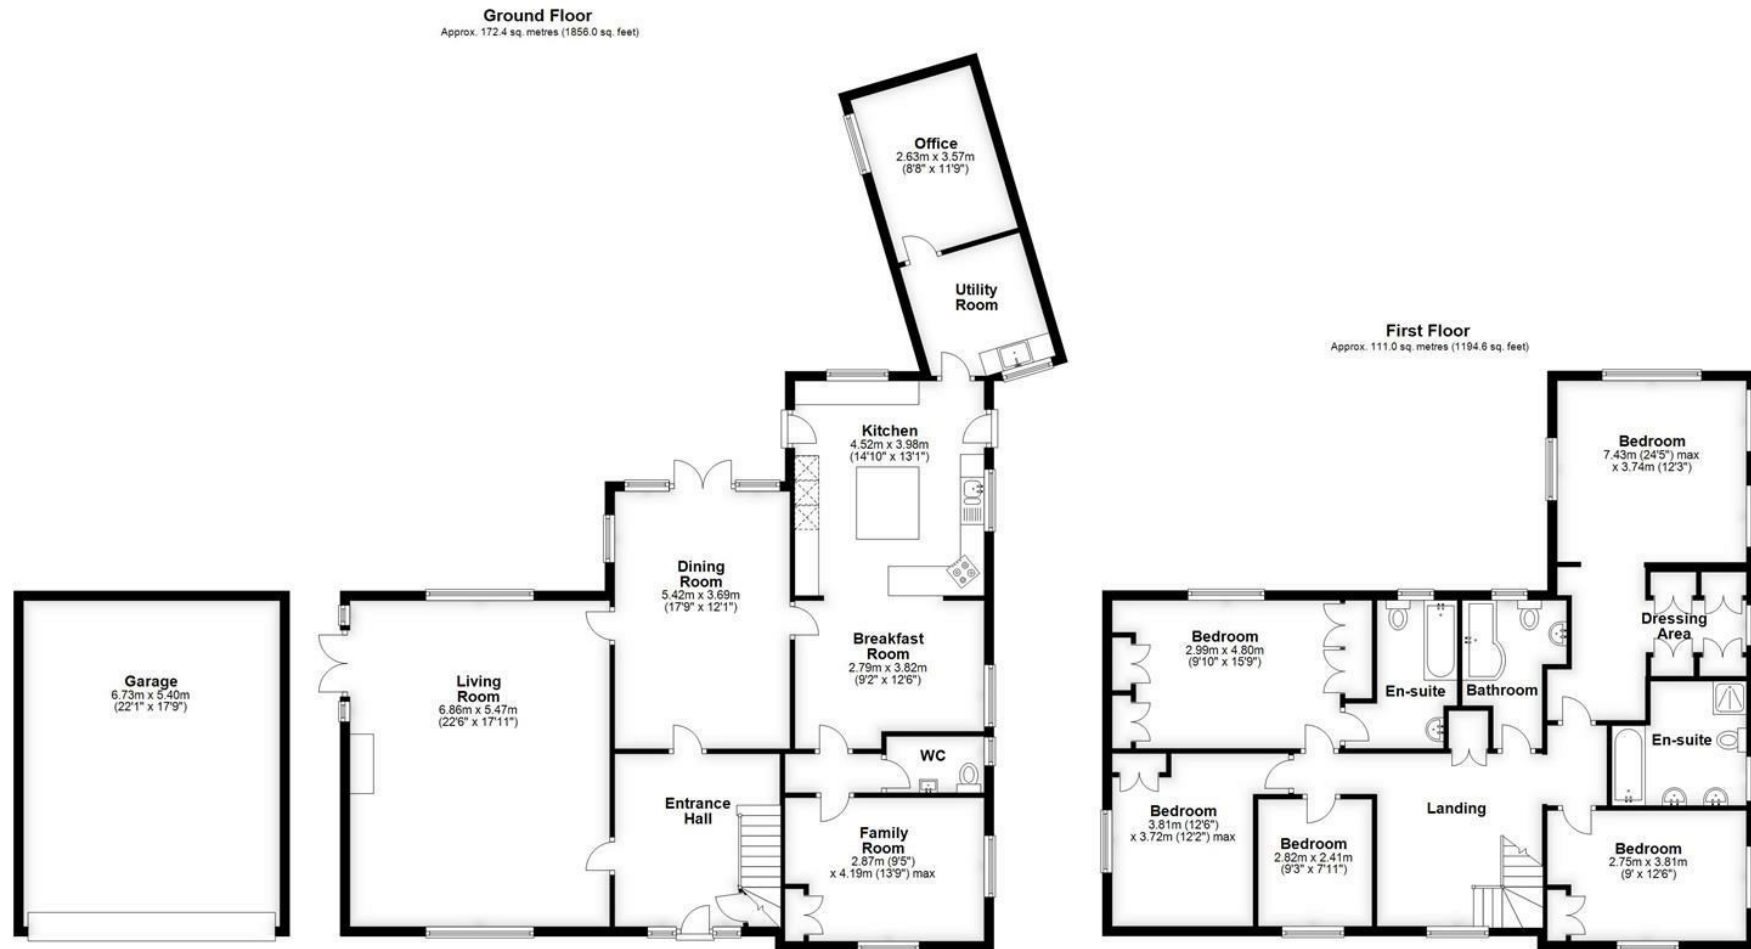 Ground Floor
Approx. 172.4 sq. metres (1856.0 sq. feet)
Office
2.63m x 3.57m
(8'8" x 11'9")
Utility
Room
Kitchen
4.52m x 3.98m
(14'10" x 13'1")
Dining
Room
5.42m x 3.69m
(17'9" x 12'1")
Breakfast
Room
2.79m x 3.82m
(9'2" x 12'6")
Garage
6.73m x 5.40m
(22'1" x 17'9")
Living
Room
6.86m x 5.47m
(22'6" x 17'11")
WC
Entrance
Hall
Family
Room
2.87m (9'5")
x 4.19m (13'9") max
First Floor
Approx. 111.0 sq. metres (1194.6 sq. feet)
Bedroom
7.43m (24'5") max
x 3.74m (12'3")
Dressing
Area
Bedroom
2.99m x 4.80m
(9'10" x 15'9")
En-suite
Bathroom
En-suite
Bedroom
3.81m (12'6")
x 3.72m (12'2") max
Landing
Bedroom
2.82m x 2.41m
(9'3" x 7'11")
Bedroom
2.75m x 3.81m
(9' x 12'6")